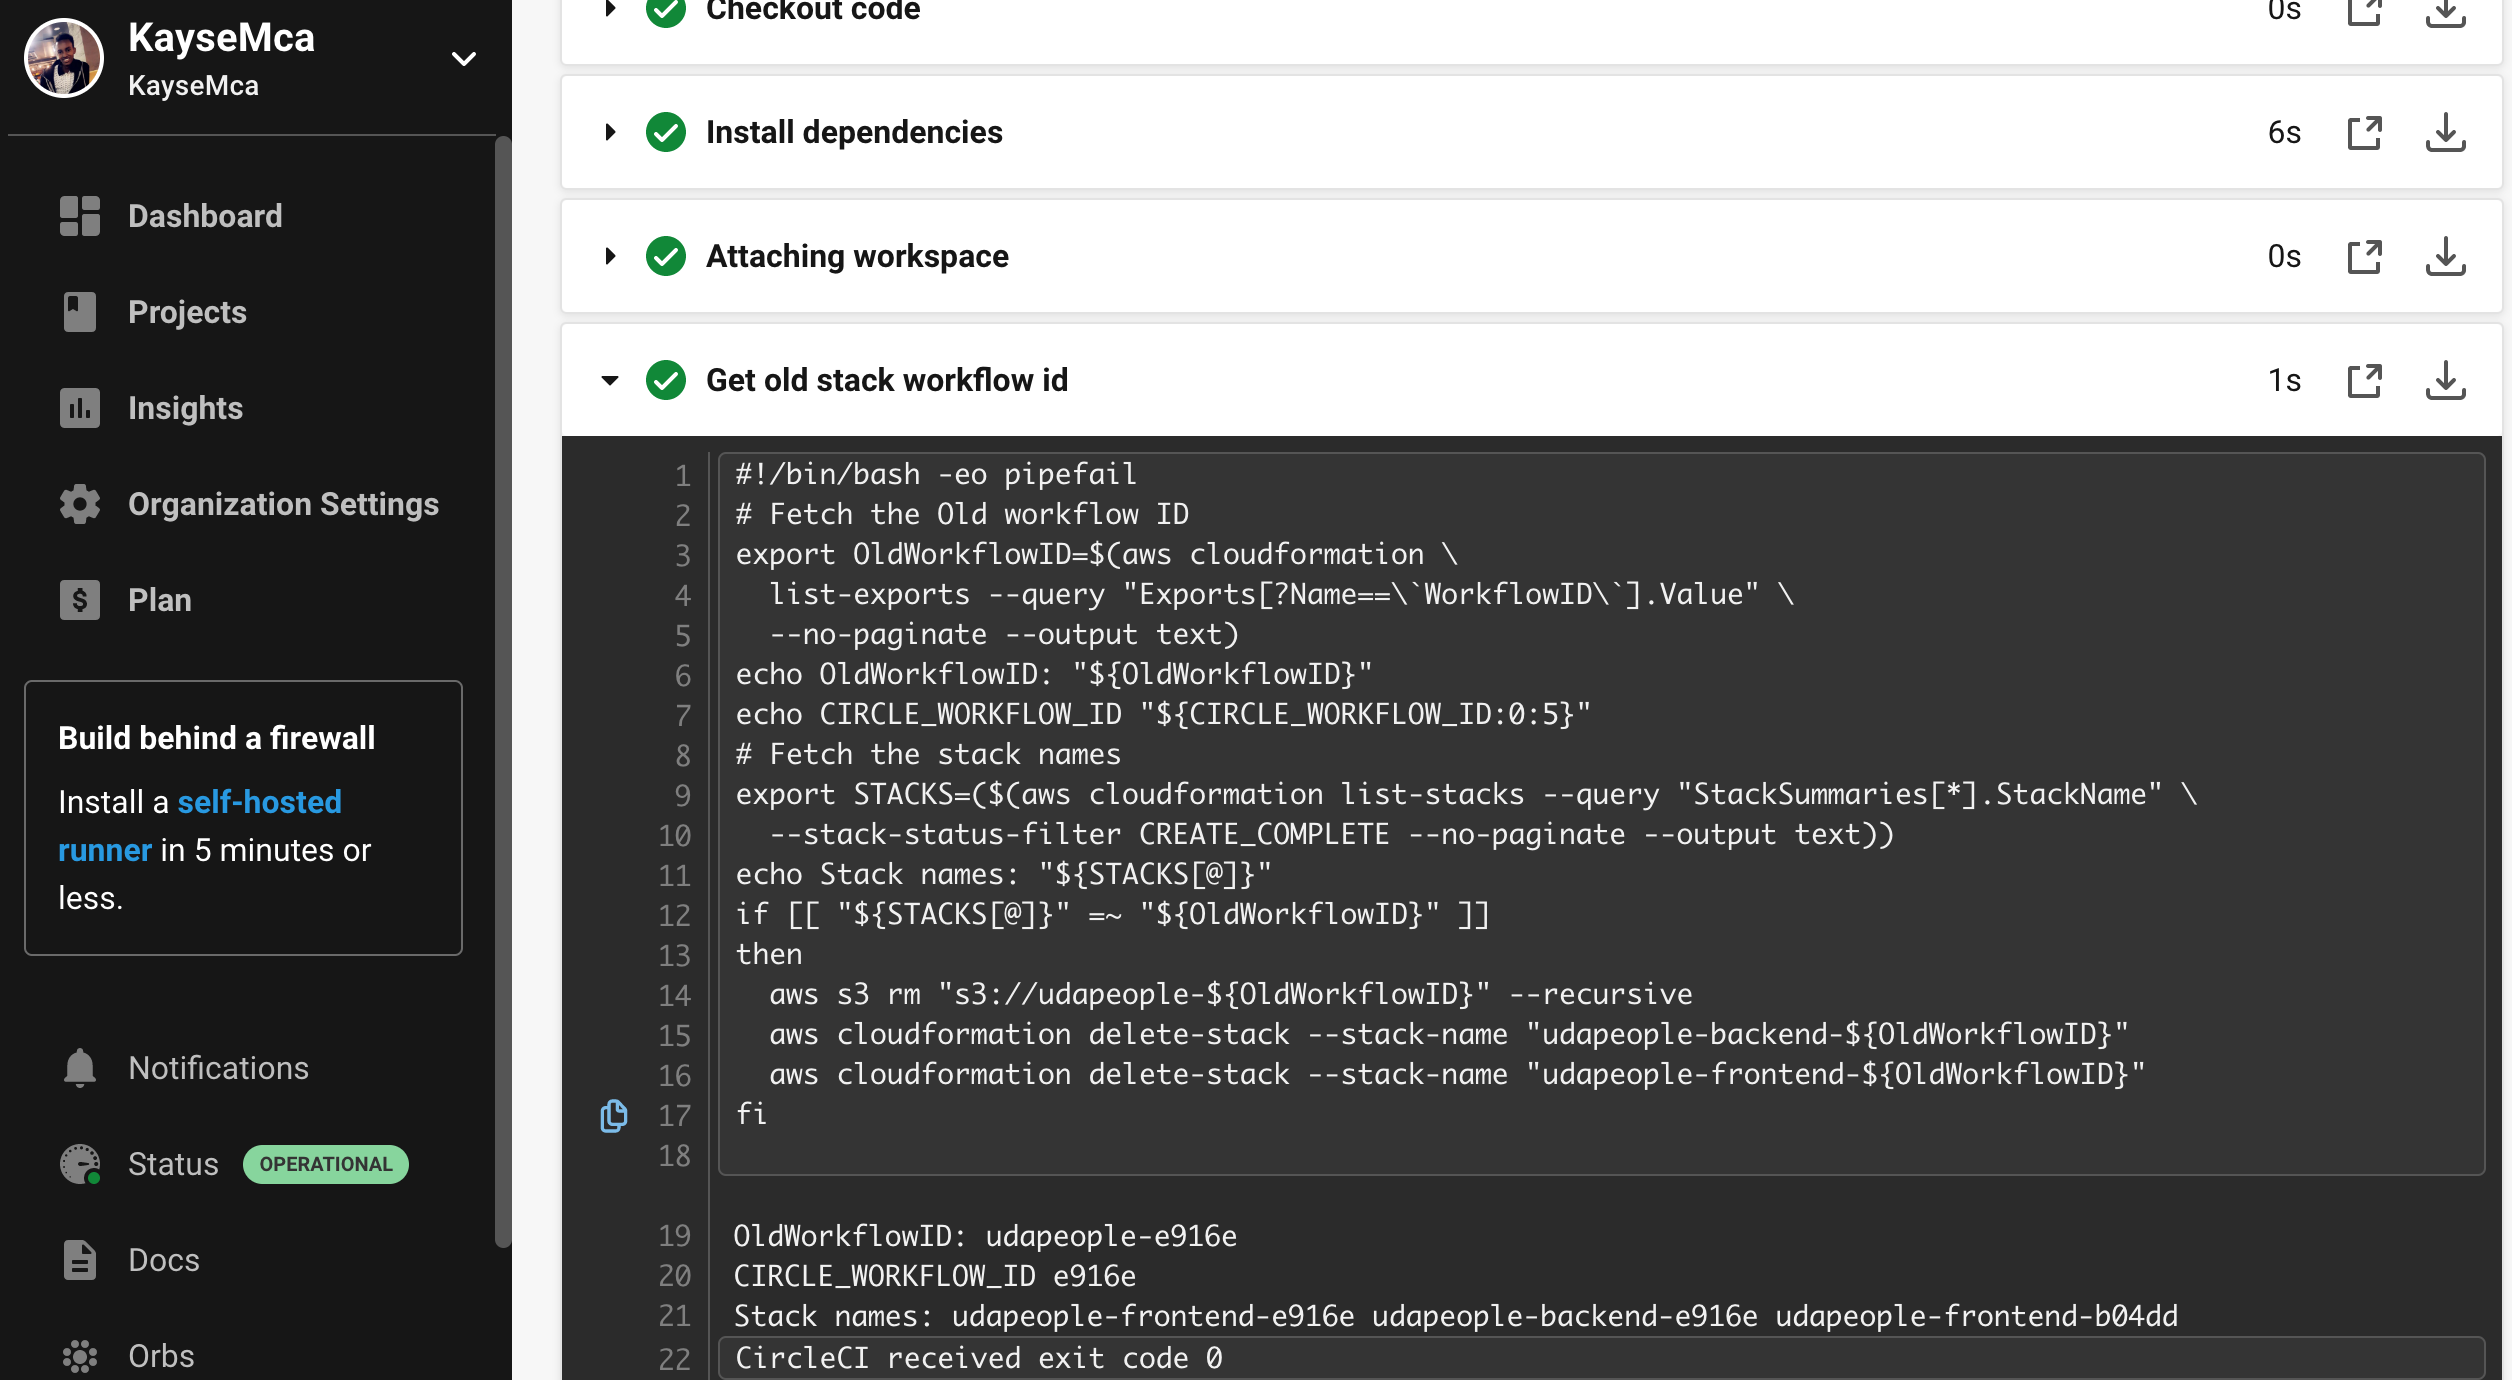 KayseMca
KayseMca
Dashboard
Projects
Insights
Organization Settings
Plan
Build behind a firewall
Install a self-hosted
runner in 5 minutes or
less.
Notifications
Status OPERATIONAL
Docs
Orbs
Checkout code 0s
Install dependencies 6s
Attaching workspace 0s
Get old stack workflow id 1s
1 #!/bin/bash -eo pipefail
2 # Fetch the Old workflow ID
3 export OldWorkflowID=$(aws cloudformation \
4   list-exports --query "Exports[?Name==\`WorkflowID\`].Value" \
5   --no-paginate --output text)
6 echo OldWorkflowID: "${OldWorkflowID}"
7 echo CIRCLE_WORKFLOW_ID "${CIRCLE_WORKFLOW_ID:0:5}"
8 # Fetch the stack names
9 export STACKS=($(aws cloudformation list-stacks --query "StackSummaries[*].StackName" \
10   --stack-status-filter CREATE_COMPLETE --no-paginate --output text))
11 echo Stack names: "${STACKS[@]}"
12 if [[ "${STACKS[@]}" =~ "${OldWorkflowID}" ]]
13 then
14   aws s3 rm "s3://udapeople-${OldWorkflowID}" --recursive
15   aws cloudformation delete-stack --stack-name "udapeople-backend-${OldWorkflowID}"
16   aws cloudformation delete-stack --stack-name "udapeople-frontend-${OldWorkflowID}"
17 fi
18
19 OldWorkflowID: udapeople-e916e
20 CIRCLE_WORKFLOW_ID e916e
21 Stack names: udapeople-frontend-e916e udapeople-backend-e916e udapeople-frontend-b04dd
22 CircleCI received exit code 0